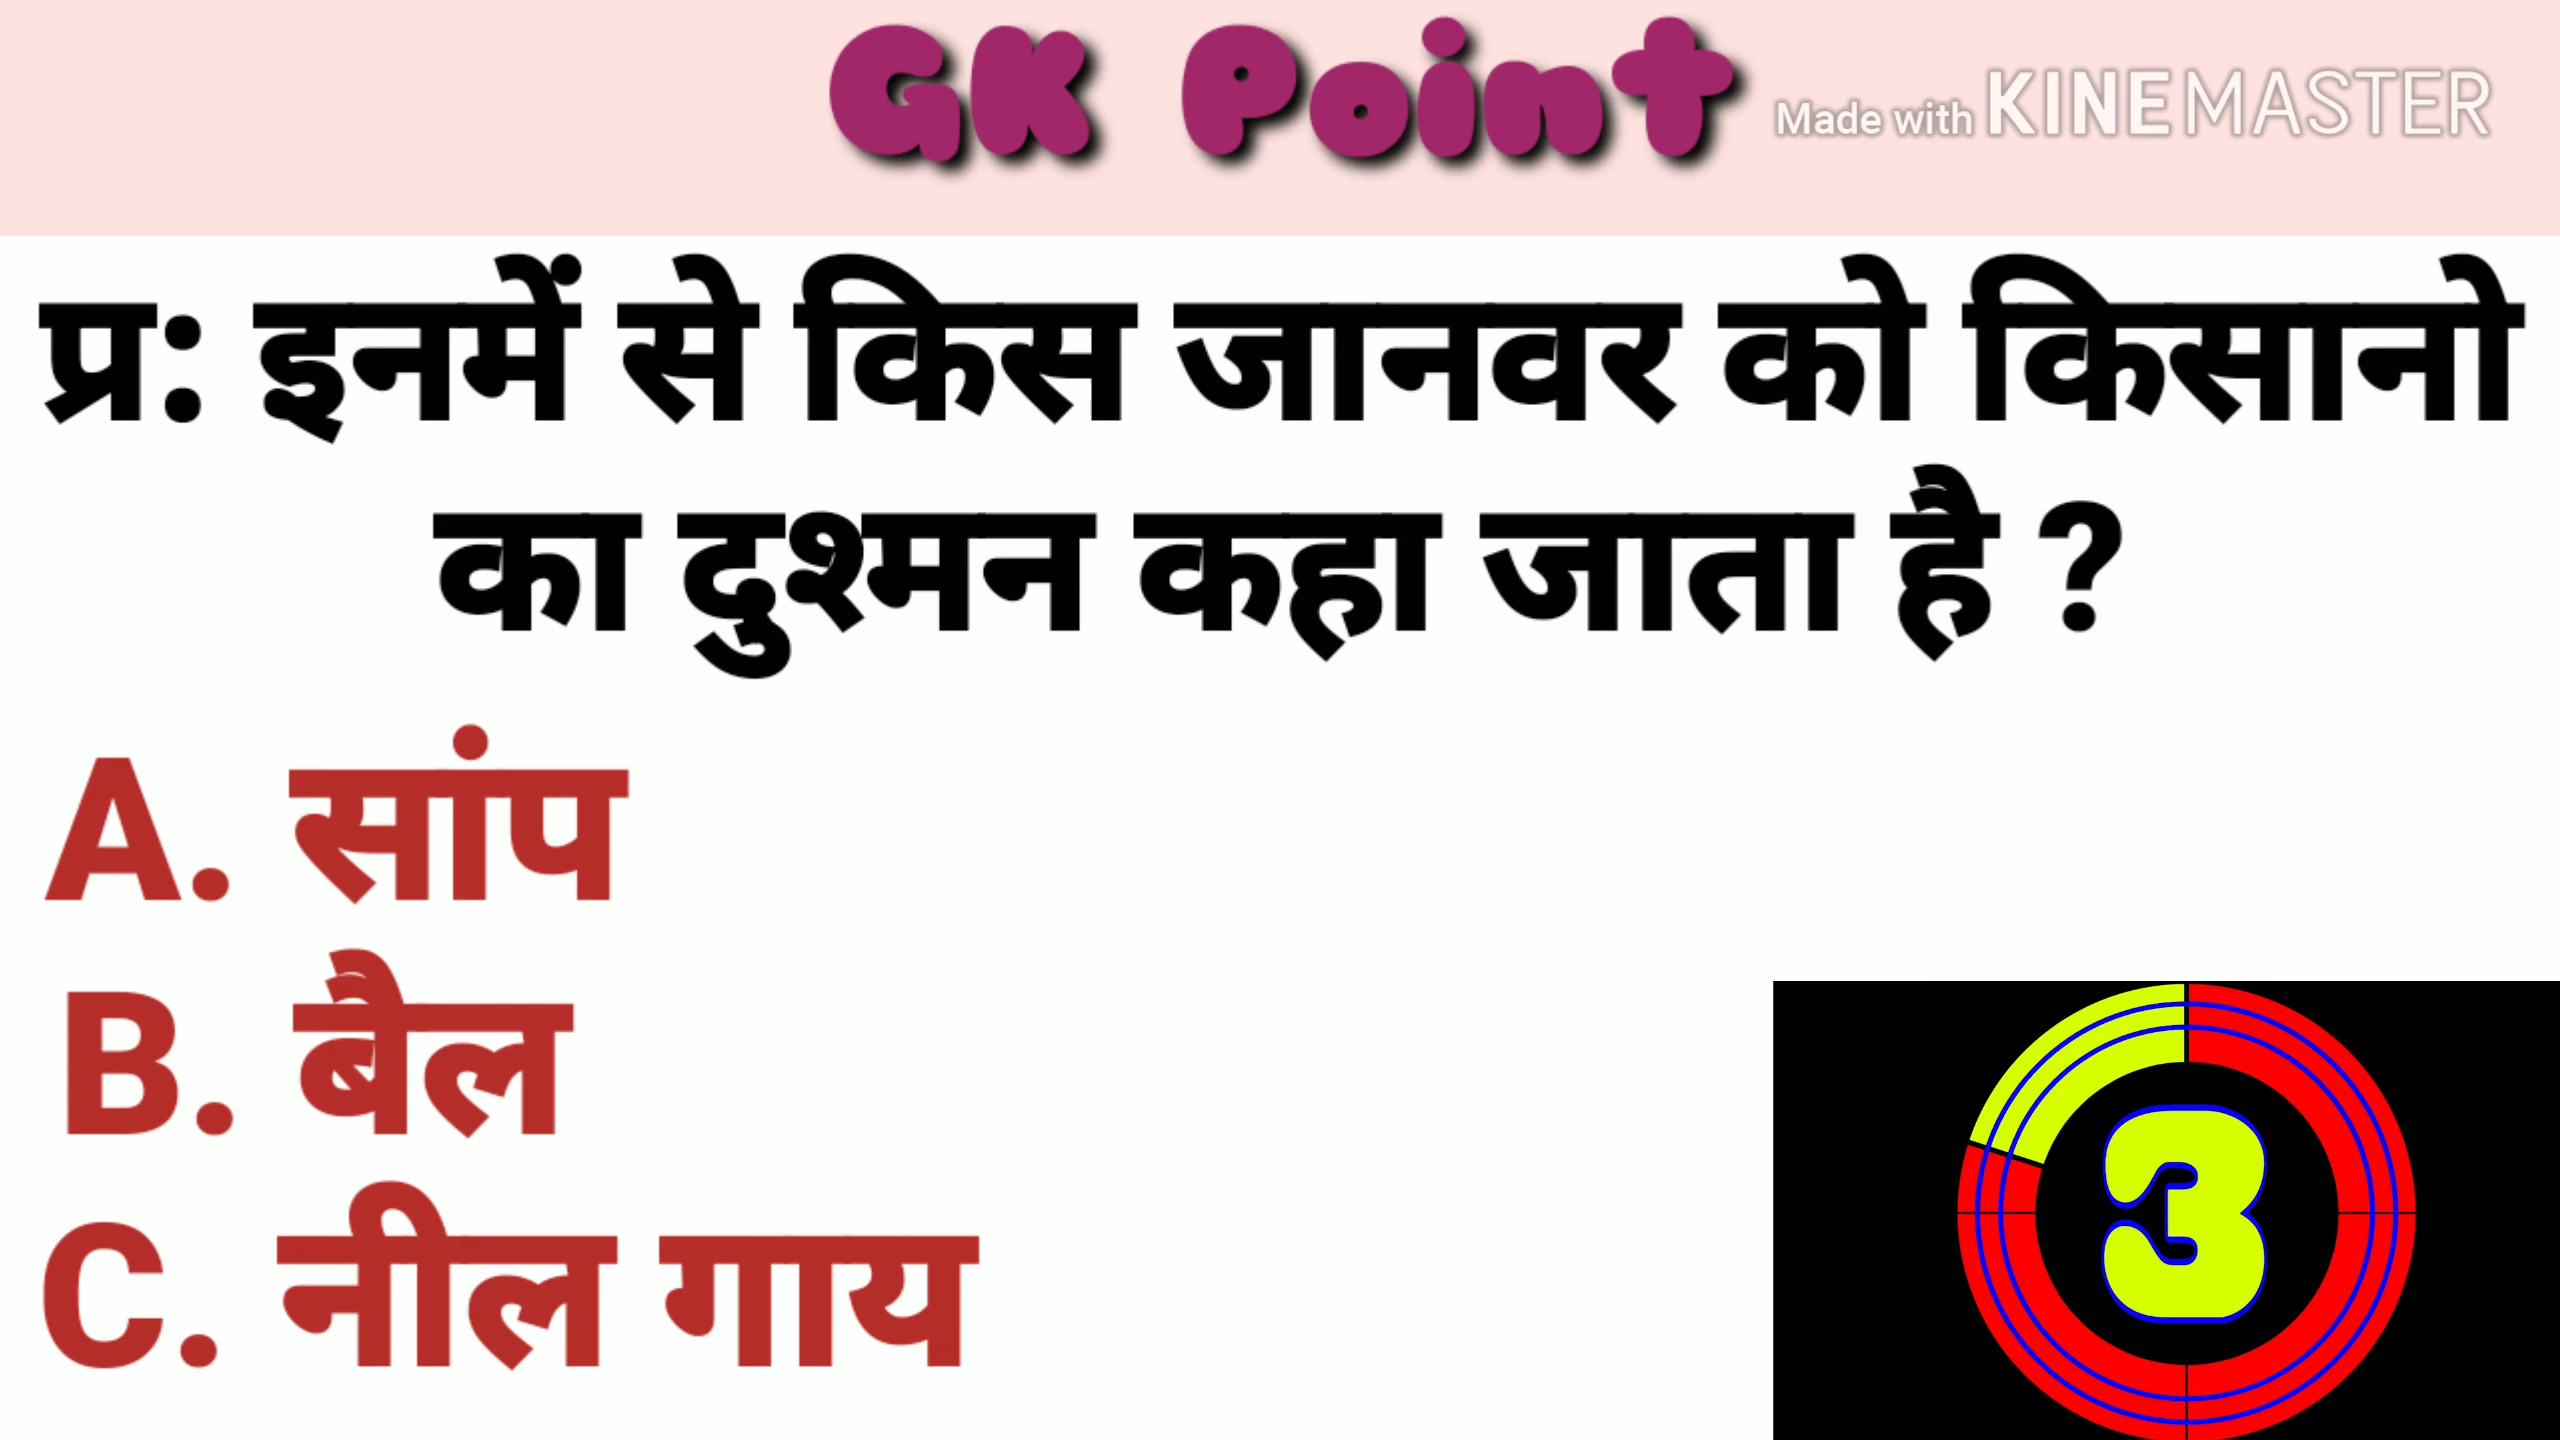 GK Point
Made with KINEMASTER
प्र: इनमें से किस जानवर को किसानो
का दुश्मन कहा जाता है ?
A. सांप
B. बैल
C. नील गाय
3